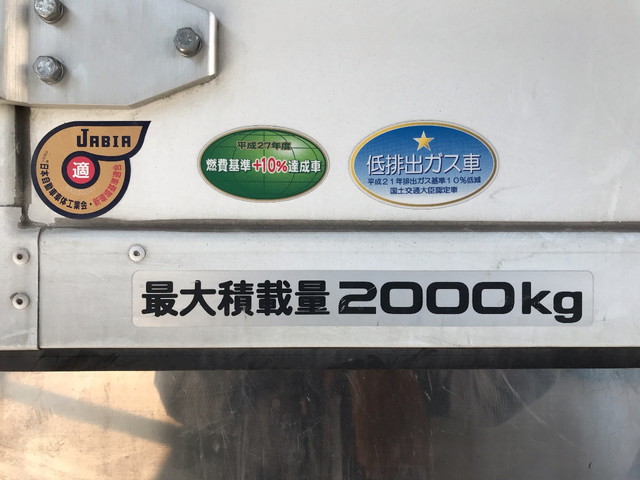 JABIA
適
日本自動車車体工業会・
平成27年度
燃費基準+10%達成車
低排出ガス車
平成21年排出ガス基準10%低減
国土交通大臣認定車
最大積載量2000kg